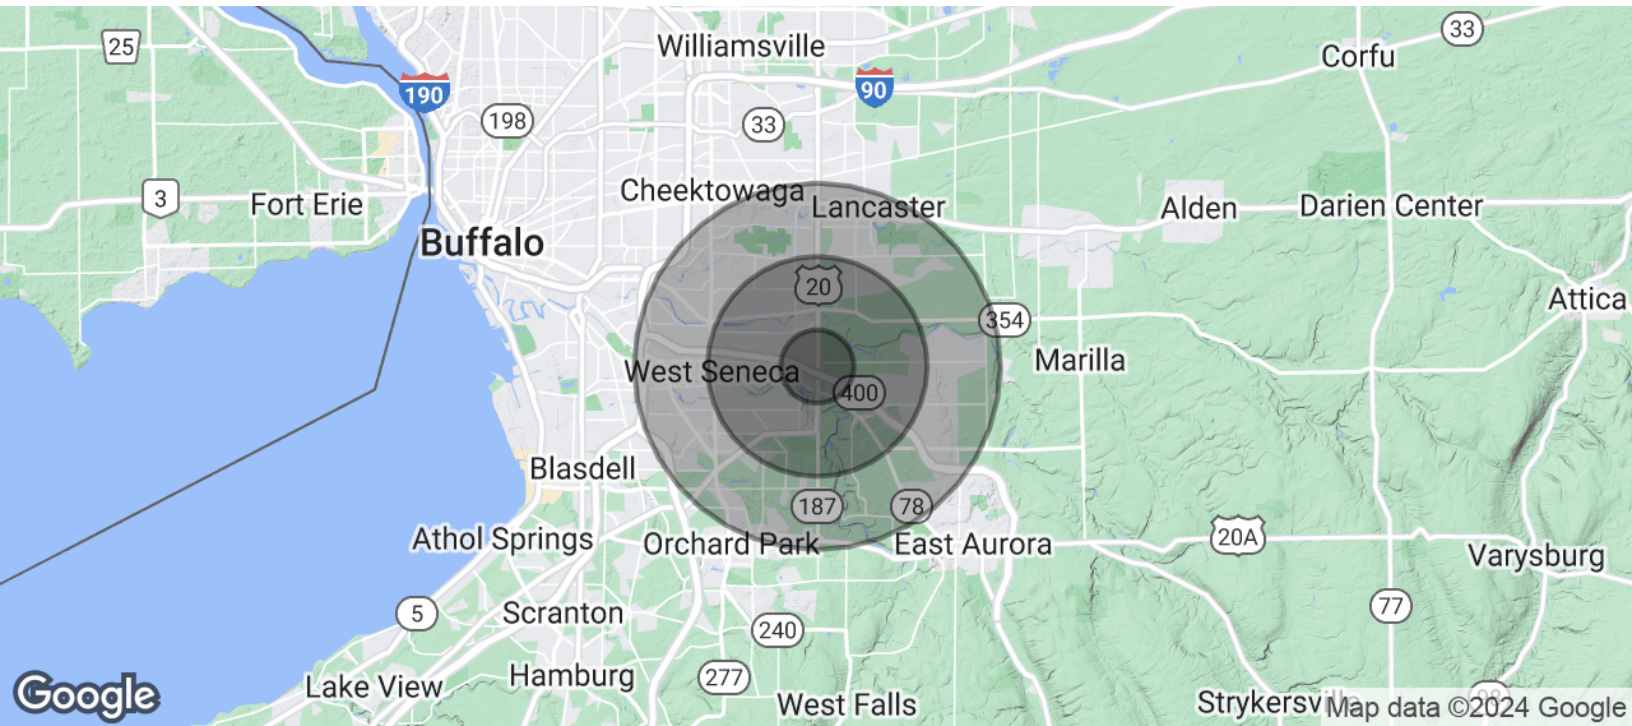 Williamsville
33
25
Corfu
190
90
198
33
3
Cheektowaga
Fort Erie
Lancaster
Alden
Darien Center
Buffalo
20
Attica
354
Marilla
West Seneca
400
Blasdell
187
78
Athol Springs
Orchard Park
East Aurora
20A
Varysburg
5
Scranton
77
240
Hamburg
277
Lake View
Google
West Falls
Map data ©2024 Google